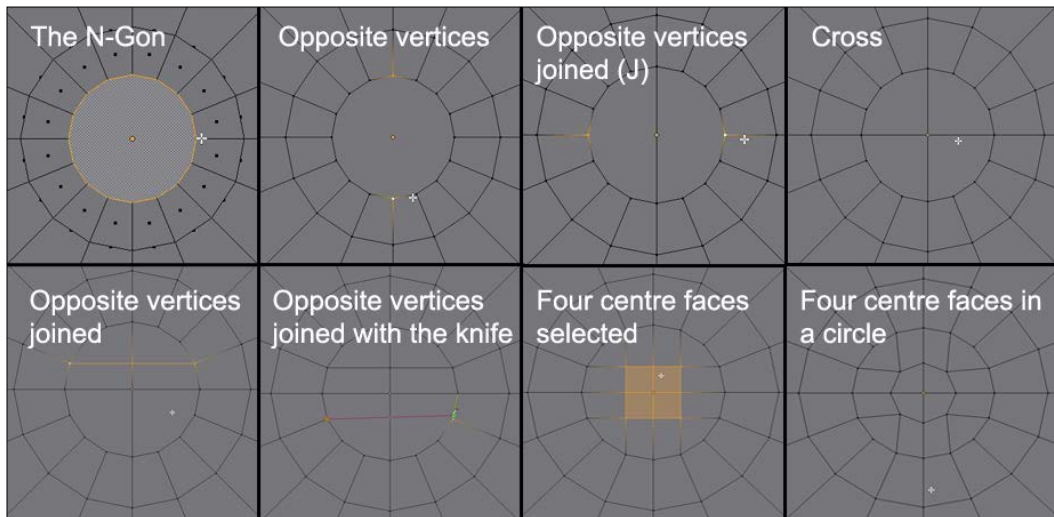 The N-Gon
Opposite vertices
Opposite vertices
joined (J)
Cross
Opposite vertices
joined
Opposite vertices
joined with the knife
Four centre faces
selected
Four centre faces in
a circle